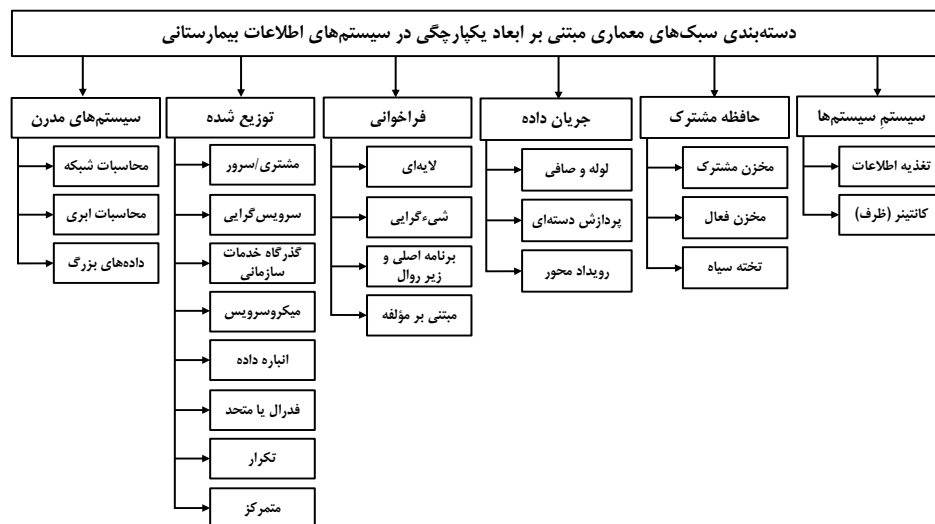 دسته‌بندی سبک‌های معماری مبتنی بر ابعاد یکپارچگی در سیستم‌های اطلاعات بیمارستانی
سیستمِ سیستم‌ها
تغذیه اطلاعات
کانتینر (ظرف)
حافظه مشترک
مخزن مشترک
مخزن فعال
تخته سیاه
جریان داده
لوله و صافی
پردازش دسته‌ای
رویداد محور
فراخوانی
لایه‌ای
شیء‌گرایی
برنامه اصلی و
زیر روال
مبتنی بر مؤلفه
توزیع شده
مشتری/سرور
سرویس‌گرایی
گذرگاه خدمات
سازمانی
میکروسرویس
انباره داده
فدرال یا متحد
تکرار
متمرکز
سیستم‌های مدرن
محاسبات شبکه
محاسبات ابری
داده‌های بزرگ